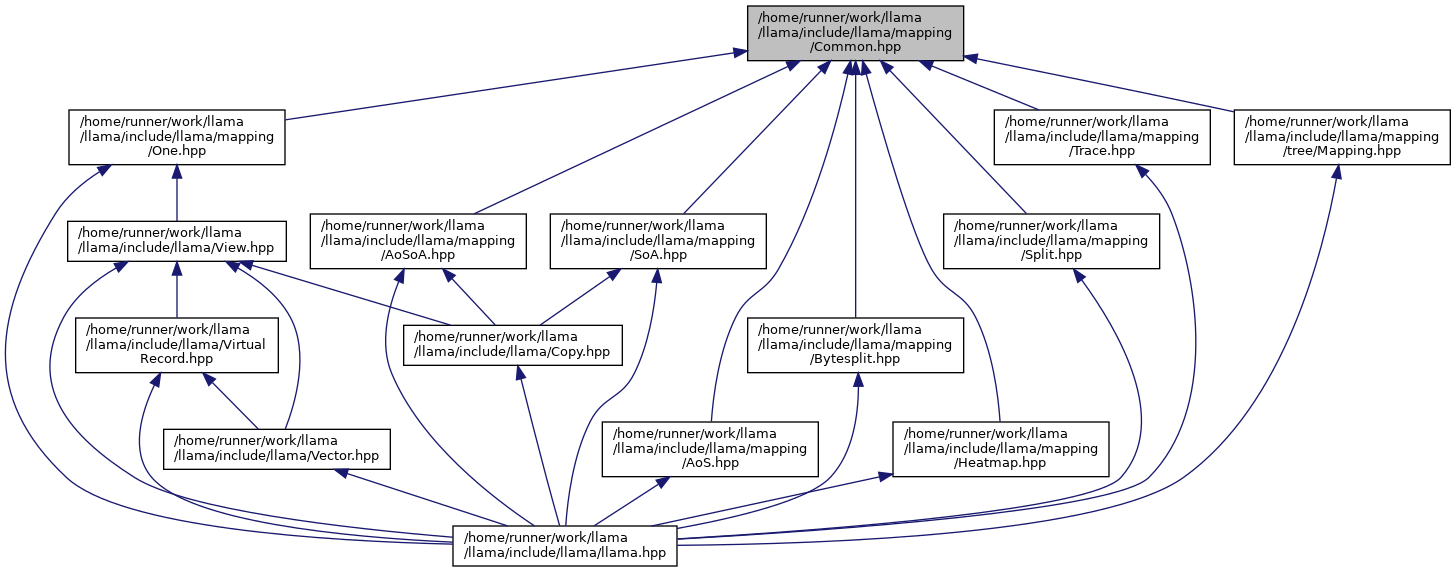 /home/runner/work/llama
/llama/include/llama/mapping
/Common.hpp
/home/runner/work/llama
/llama/include/llama/mapping
/One.hpp
/home/runner/work/llama
/llama/include/llama/mapping
/Trace.hpp
/home/runner/work/llama
/llama/include/llama/mapping
/tree/Mapping.hpp
/home/runner/work/llama
/llama/include/llama/View.hpp
/home/runner/work/llama
/llama/include/llama/mapping
/AoSoA.hpp
/home/runner/work/llama
/llama/include/llama/mapping
/SoA.hpp
/home/runner/work/llama
/llama/include/llama/mapping
/Split.hpp
/home/runner/work/llama
/llama/include/llama/Virtual
Record.hpp
/home/runner/work/llama
/llama/include/llama/Copy.hpp
/home/runner/work/llama
/llama/include/llama/mapping
/Bytesplit.hpp
/home/runner/work/llama
/llama/include/llama/Vector.hpp
/home/runner/work/llama
/llama/include/llama/mapping
/AoS.hpp
/home/runner/work/llama
/llama/include/llama/mapping
/Heatmap.hpp
/home/runner/work/llama
/llama/include/llama/llama.hpp